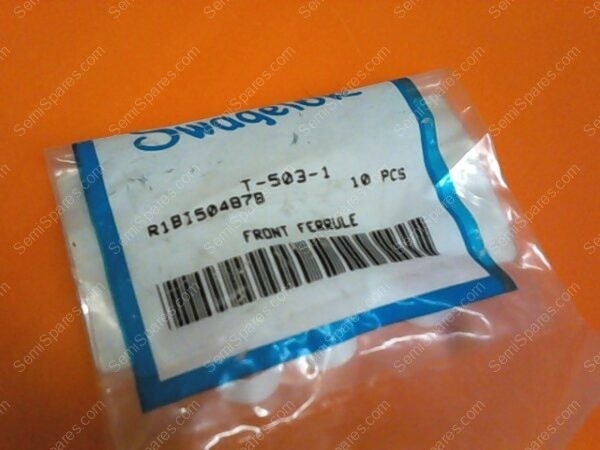 Swagelok
T-503-1 10 PCS
R1BI50487B
FRONT FERRULE
SemiSpares.com